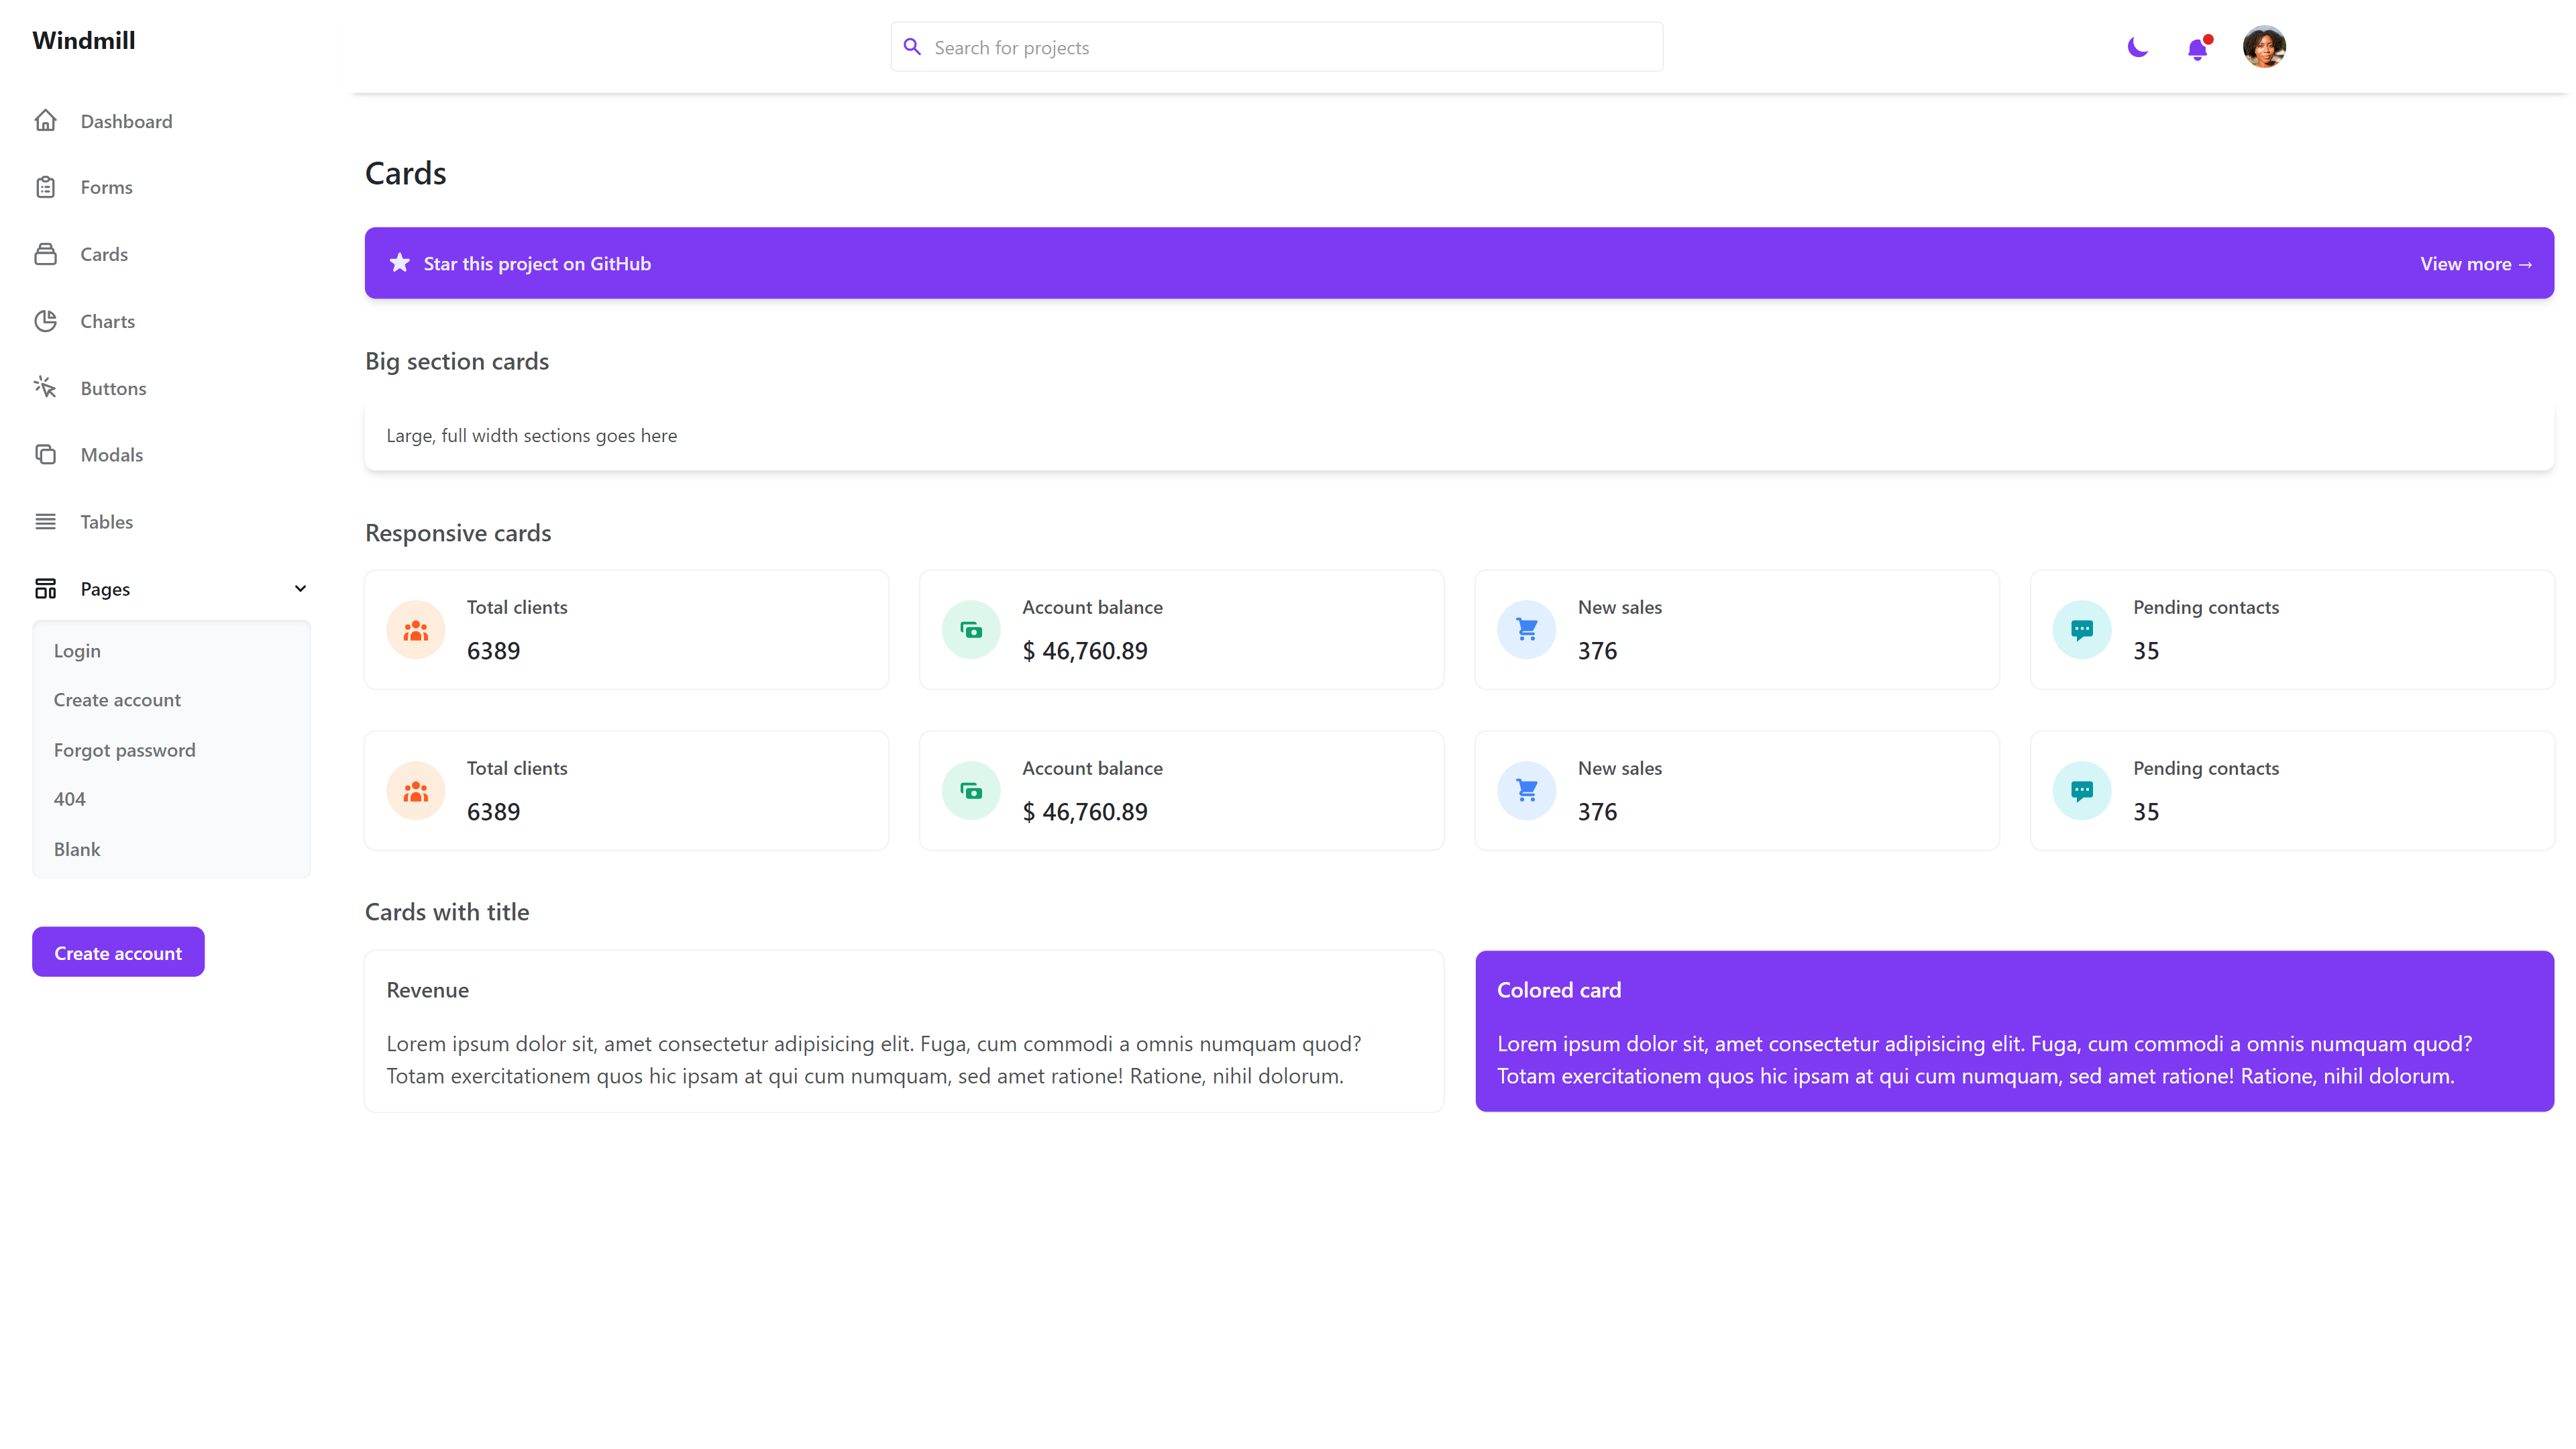 Windmill
Search for projects
Dashboard
Forms
Cards
Charts
Buttons
Modals
Tables
Pages
Login
Create account
Forgot password
404
Blank
Create account
Cards
Star this project on GitHub
View more →
Big section cards
Large, full width sections goes here
Responsive cards
Total clients
6389
Account balance
$ 46,760.89
New sales
376
Pending contacts
35
Total clients
6389
Account balance
$ 46,760.89
New sales
376
Pending contacts
35
Cards with title
Revenue
Lorem ipsum dolor sit, amet consectetur adipisicing elit. Fuga, cum commodi a omnis numquam quod?
Totam exercitationem quos hic ipsam at qui cum numquam, sed amet ratione! Ratione, nihil dolorum.
Colored card
Lorem ipsum dolor sit, amet consectetur adipisicing elit. Fuga, cum commodi a omnis numquam quod?
Totam exercitationem quos hic ipsam at qui cum numquam, sed amet ratione! Ratione, nihil dolorum.